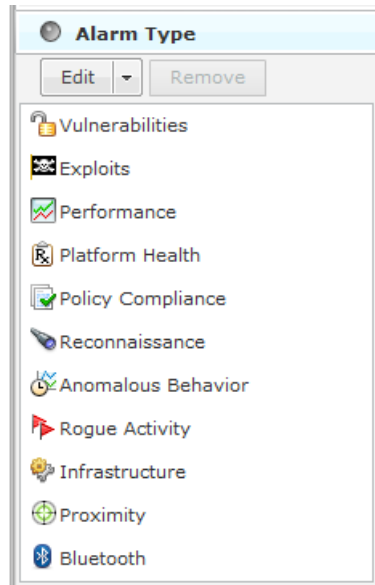 Alarm Type
Edit Remove
Vulnerabilities
Exploits
Performance
Platform Health
Policy Compliance
Reconnaissance
Anomalous Behavior
Rogue Activity
Infrastructure
Proximity
Bluetooth